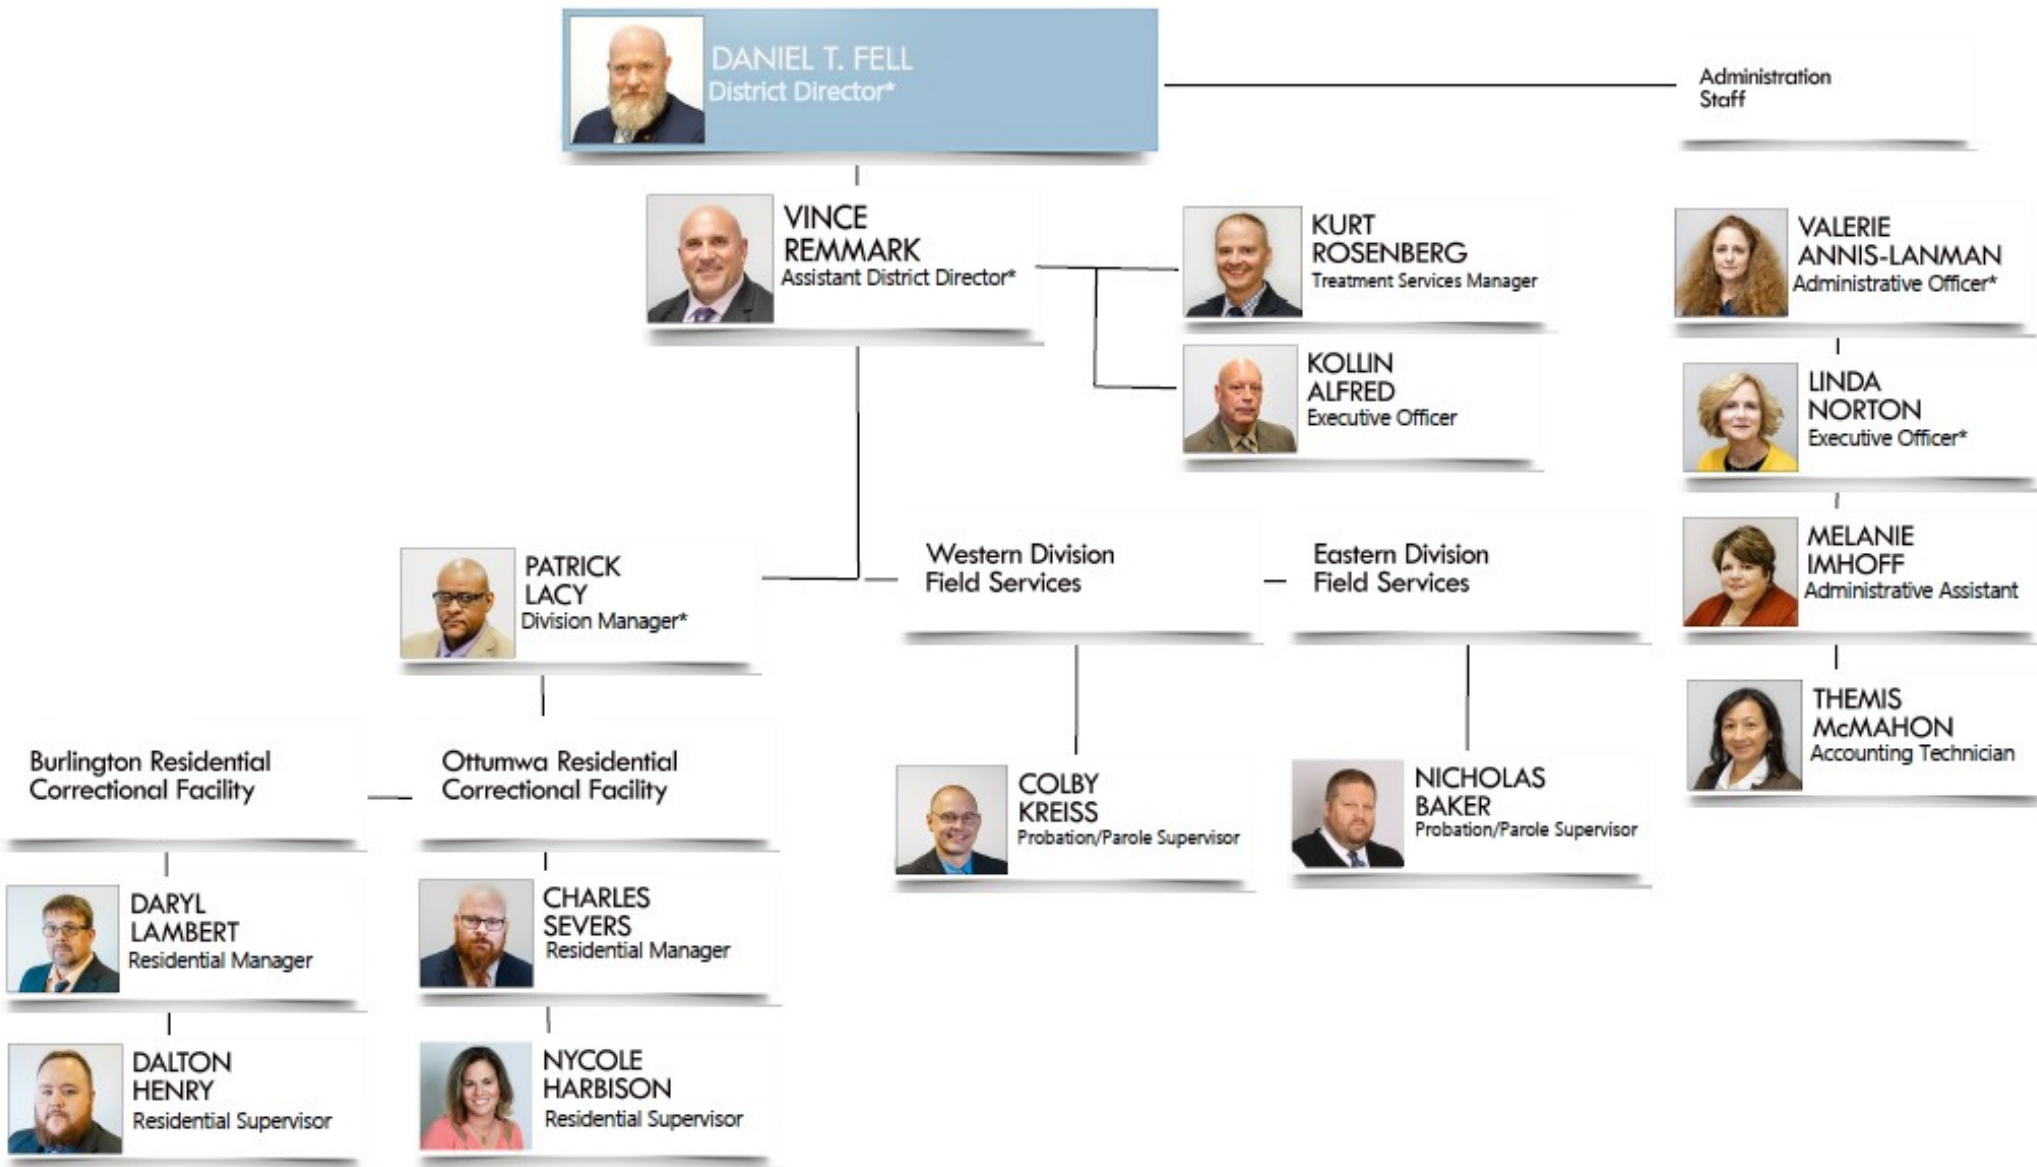 DANIEL T. FELL
District Director*
Administration
Staff
VINCE
REMMARK
Assistant District Director*
KURT
ROSENBERG
Treatment Services Manager
KOLLIN
ALFRED
Executive Officer
VALERIE
ANNIS-LANMAN
Administrative Officer*
LINDA
NORTON
Executive Officer*
MELANIE
IMHOFF
Administrative Assistant
THEMIS
McMAHON
Accounting Technician
PATRICK
LACY
Division Manager*
Western Division
Field Services
Eastern Division
Field Services
Burlington Residential
Correctional Facility
Ottumwa Residential
Correctional Facility
COLBY
KREISS
Probation/Parole Supervisor
NICHOLAS
BAKER
Probation/Parole Supervisor
DARYL
LAMBERT
Residential Manager
CHARLES
SEVERS
Residential Manager
DALTON
HENRY
Residential Supervisor
NYCOLE
HARBISON
Residential Supervisor